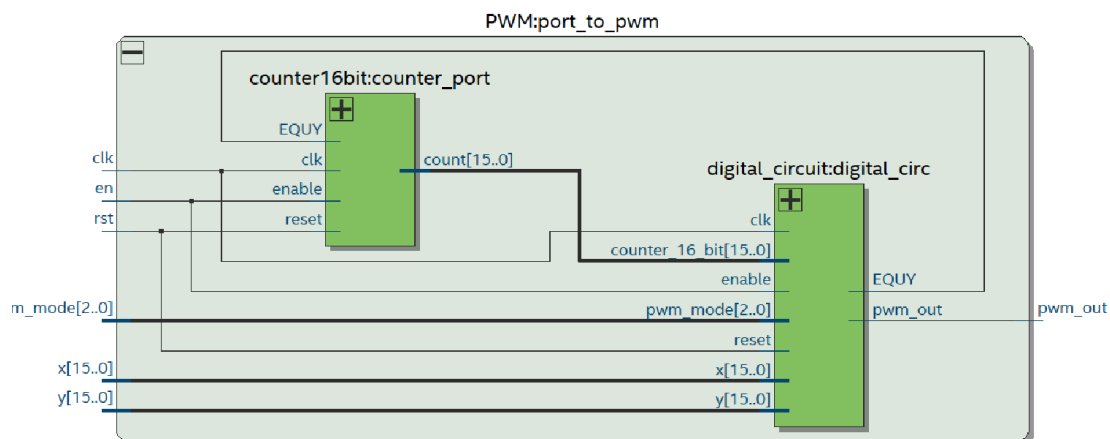 PWM:port_to_pwm
counter16bit:counter_port
EQUY
clk
clk
count[15..0]
en
enable
digital_circuit:digital_circ
rst
reset
clk
counter_16_bit[15..0]
enable
EQUY
m_mode[2..0]
pwm_mode[2..0]
pwm_out
pwm_out
reset
x[15..0]
x[15..0]
y[15..0]
y[15..0]